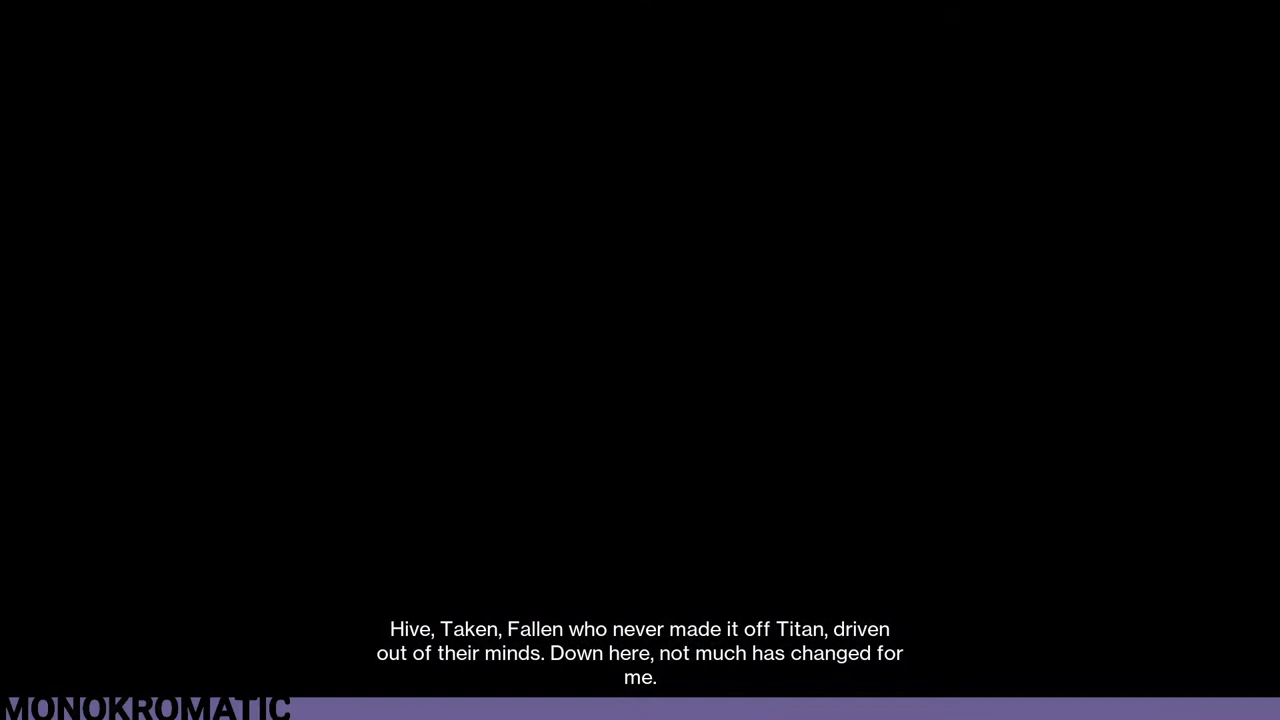 Hive, Taken, Fallen who never made it off Titan, driven
out of their minds. Down here, not much has changed for
me.
MONOKROMATIC